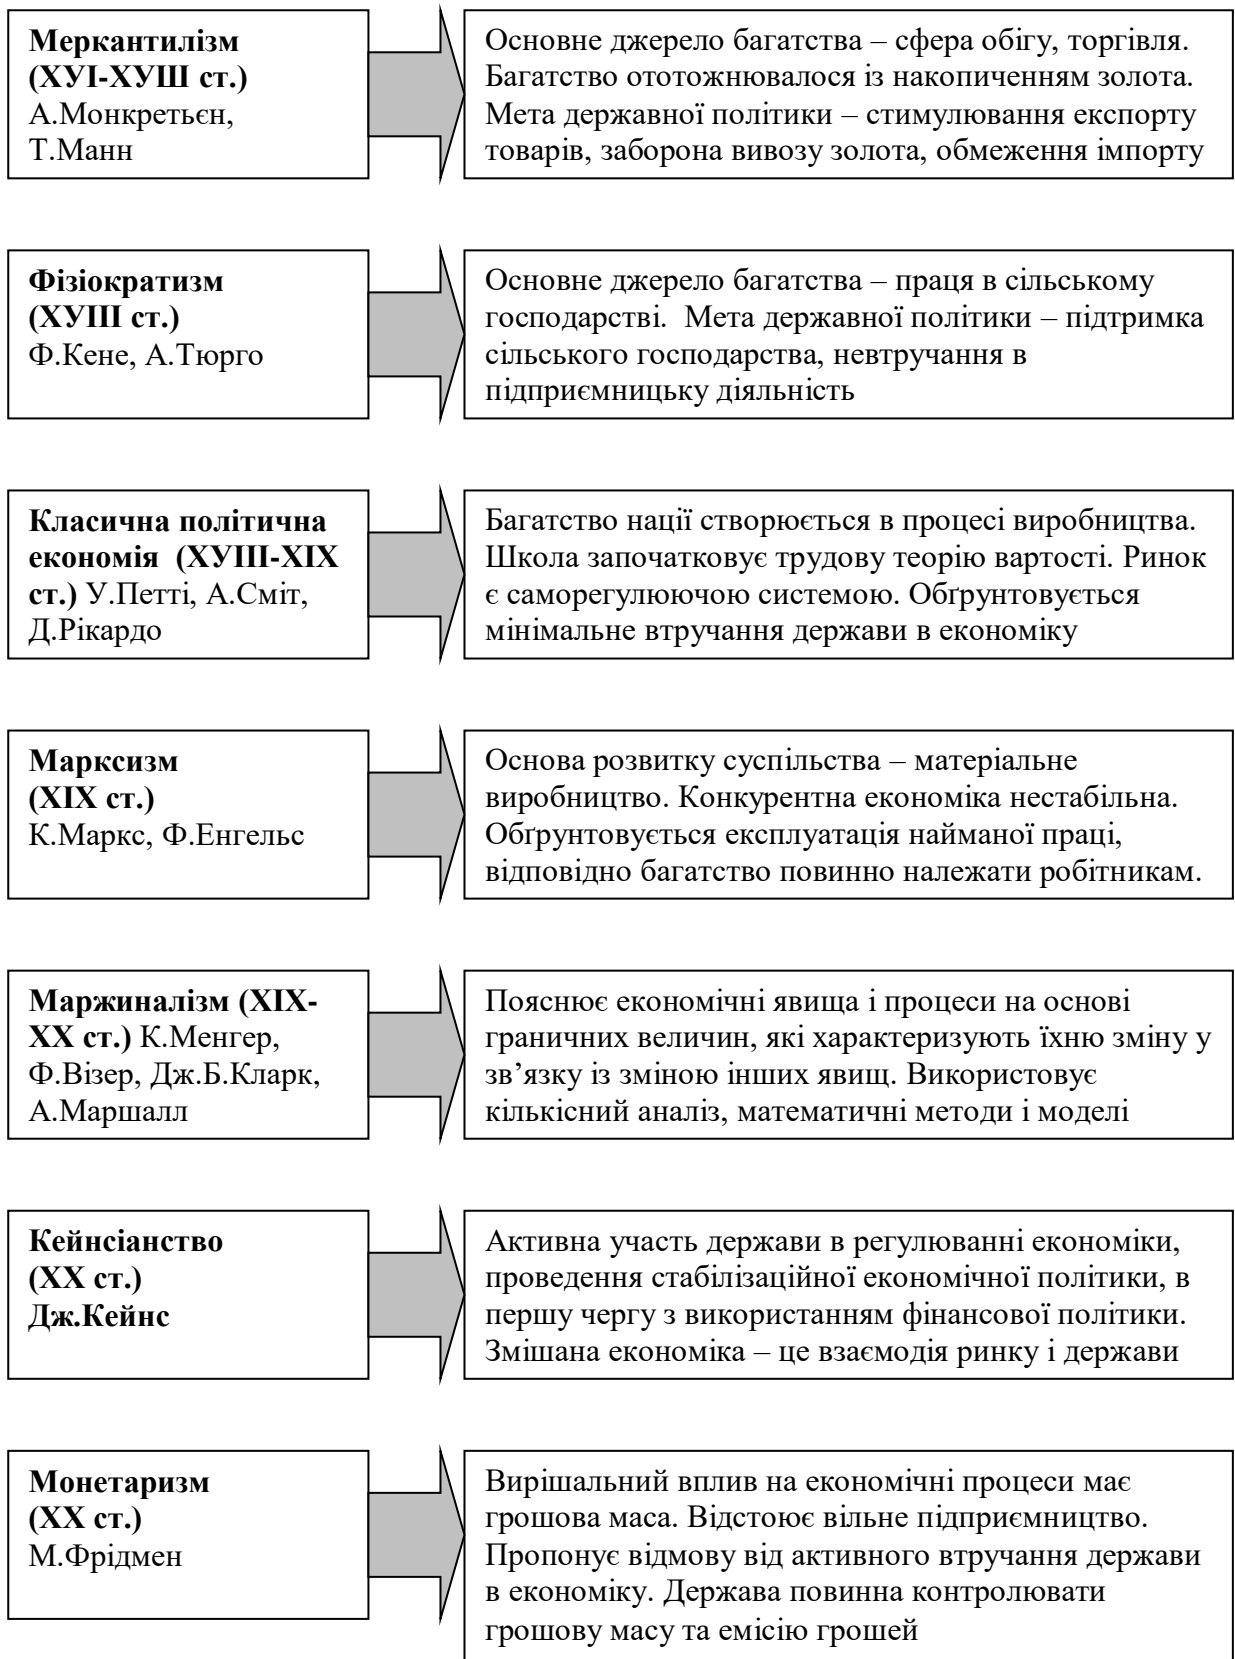 Меркантилізм
(ХУІ-ХУШ ст.)
А.Монкретьєн,
Т.Манн
Основне джерело багатства – сфера обігу, торгівля.
Багатство ототожнювалося із накопиченням золота.
Мета державної політики – стимулювання експорту
товарів, заборона вивозу золота, обмеження імпорту
Фізіократизм
(ХУІІІ ст.)
Ф.Кене, А.Тюрго
Основне джерело багатства – праця в сільському
господарстві.  Мета державної політики – підтримка
сільського господарства, невтручання в
підприємницьку діяльність
Класична політична
економія  (ХУІІІ-ХІХ
ст.) У.Петті, А.Сміт,
Д.Рікардо
Багатство нації створюється в процесі виробництва.
Школа започатковує трудову теорію вартості. Ринок
є саморегулюючою системою. Обґрунтовується
мінімальне втручання держави в економіку
Марксизм
(ХІХ ст.)
К.Маркс, Ф.Енгельс
Основа розвитку суспільства – матеріальне
виробництво. Конкурентна економіка нестабільна.
Обґрунтовується експлуатація найманої праці,
відповідно багатство повинно належати робітникам.
Маржиналізм (ХІХ-
ХХ ст.) К.Менгер,
Ф.Візер, Дж.Б.Кларк,
А.Маршалл
Пояснює економічні явища і процеси на основі
граничних величин, які характеризують їхню зміну у
зв’язку із зміною інших явищ. Використовує
кількісний аналіз, математичні методи і моделі
Кейнсіанство
(ХХ ст.)
Дж.Кейнс
Активна участь держави в регулюванні економіки,
проведення стабілізаційної економічної політики, в
першу чергу з використанням фінансової політики.
Змішана економіка – це взаємодія ринку і держави
Монетаризм
(ХХ ст.)
М.Фрідмен
Вирішальний вплив на економічні процеси має
грошова маса. Відстоює вільне підприємництво.
Пропонує відмову від активного втручання держави
в економіку. Держава повинна контролювати
грошову масу та емісію грошей